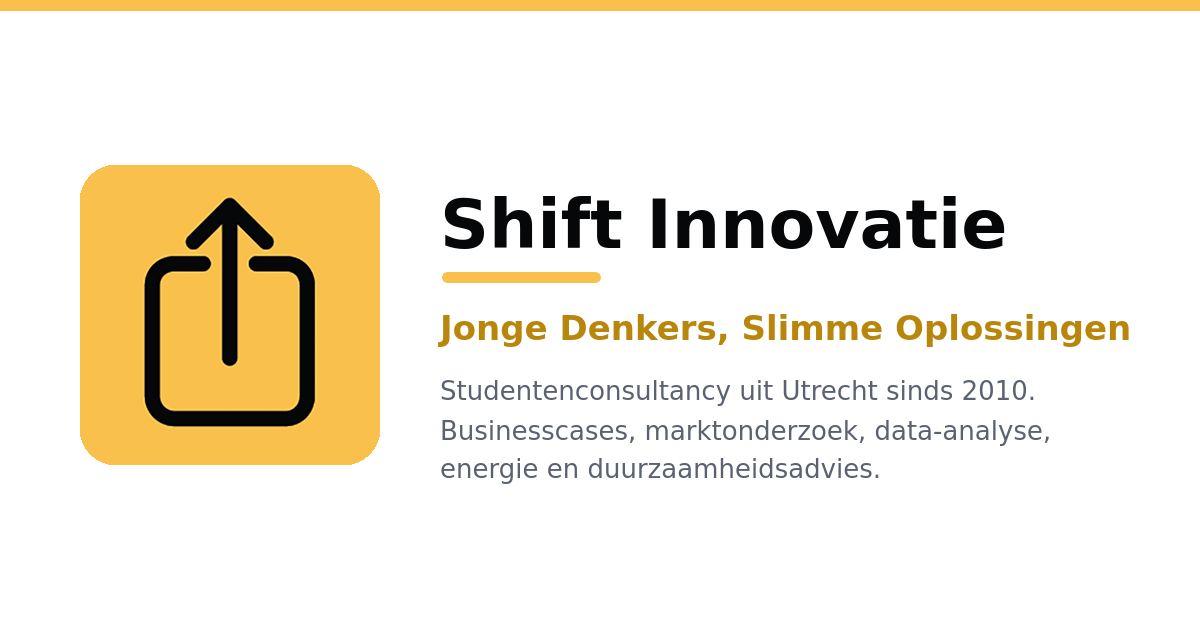 Shift Innovatie
Jonge Denkers, Slimme Oplossingen
Studentenconsultancy uit Utrecht sinds 2010.
Businesscases, marktonderzoek, data-analyse,
energie en duurzaamheidsadvies.